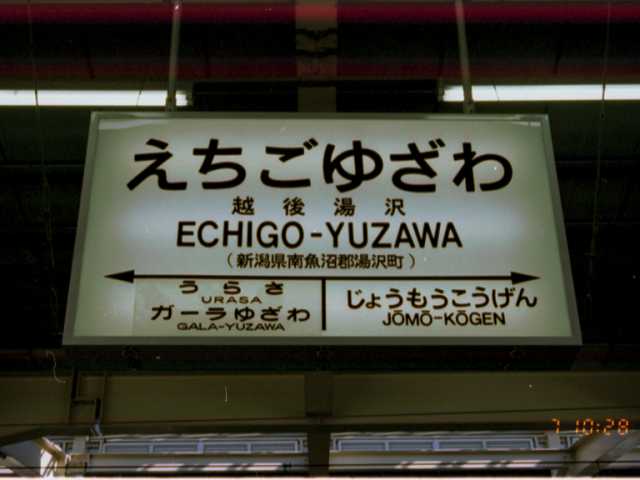 えちごゆざわ
越後湯沢
ECHIGO-YUZAWA
(新潟県南魚沼郡湯沢町)
うらさ
URASA
ガーラゆざわ
GALA-YUZAWA
じょうもうこうげん
JŌMŌ-KŌGEN
7 10:28